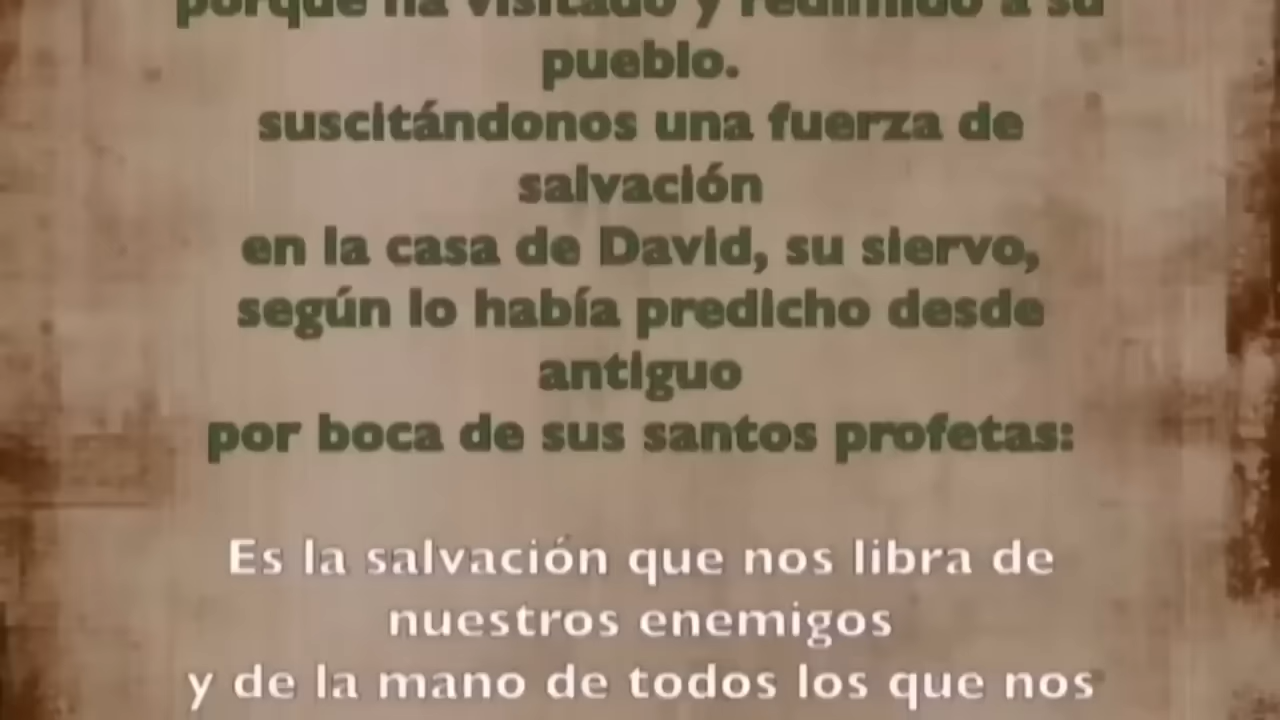 porque ha visitado y redimido a su
pueblo.
suscitándonos una fuerza de
salvación
en la casa de David, su siervo,
según lo había predicho desde
antiguo
por boca de sus santos profetas:
Es la salvación que nos libra de
nuestros enemigos
y de la mano de todos los que nos